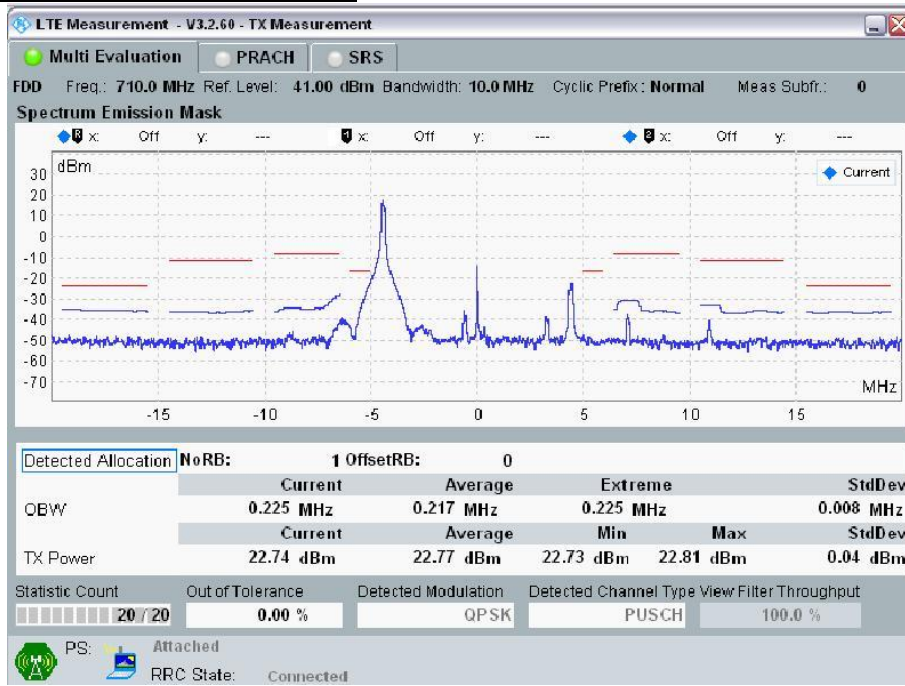 LTE Measurement - V3.2.60 - TX Measurement
Multi Evaluation PRACH SRS
FDD Freq.: 710.0 MHz Ref. Level: 41.00 dBm Bandwidth: 10.0 MHz Cyclic Prefix: Normal Meas Subfr.: 0
Spectrum Emission Mask
R x: Off y: --- 1 x: Off y: --- 2 x: Off y: ---
dBm
Current
30
20
10
0
-10
-20
-30
-40
-50
-60
-70
MHz
-15 -10 -5 0 5 10 15
Detected Allocation NoRB: 1 OffsetRB: 0
Current Average Extreme StdDev
OBW 0.225 MHz 0.217 MHz 0.225 MHz 0.008 MHz
Current Average Min Max StdDev
TX Power 22.74 dBm 22.77 dBm 22.73 dBm 22.81 dBm 0.04 dBm
Statistic Count Out of Tolerance Detected Modulation Detected Channel Type View Filter Throughput
20 / 20 0.00 % QPSK PUSCH 100.0 %
PS: Attached
RRC State: Connected